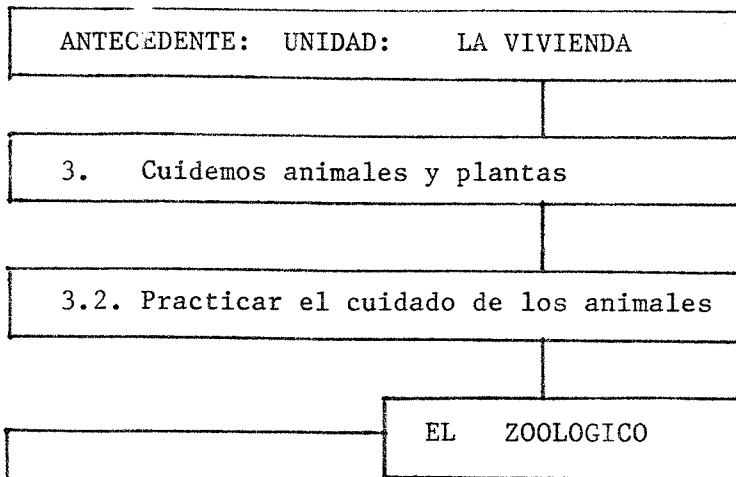 ANTECEDENTE: UNIDAD: LA VIVIENDA
3. Cuidemos animales y plantas
3.2. Practicar el cuidado de los animales
EL ZOOLOGICO